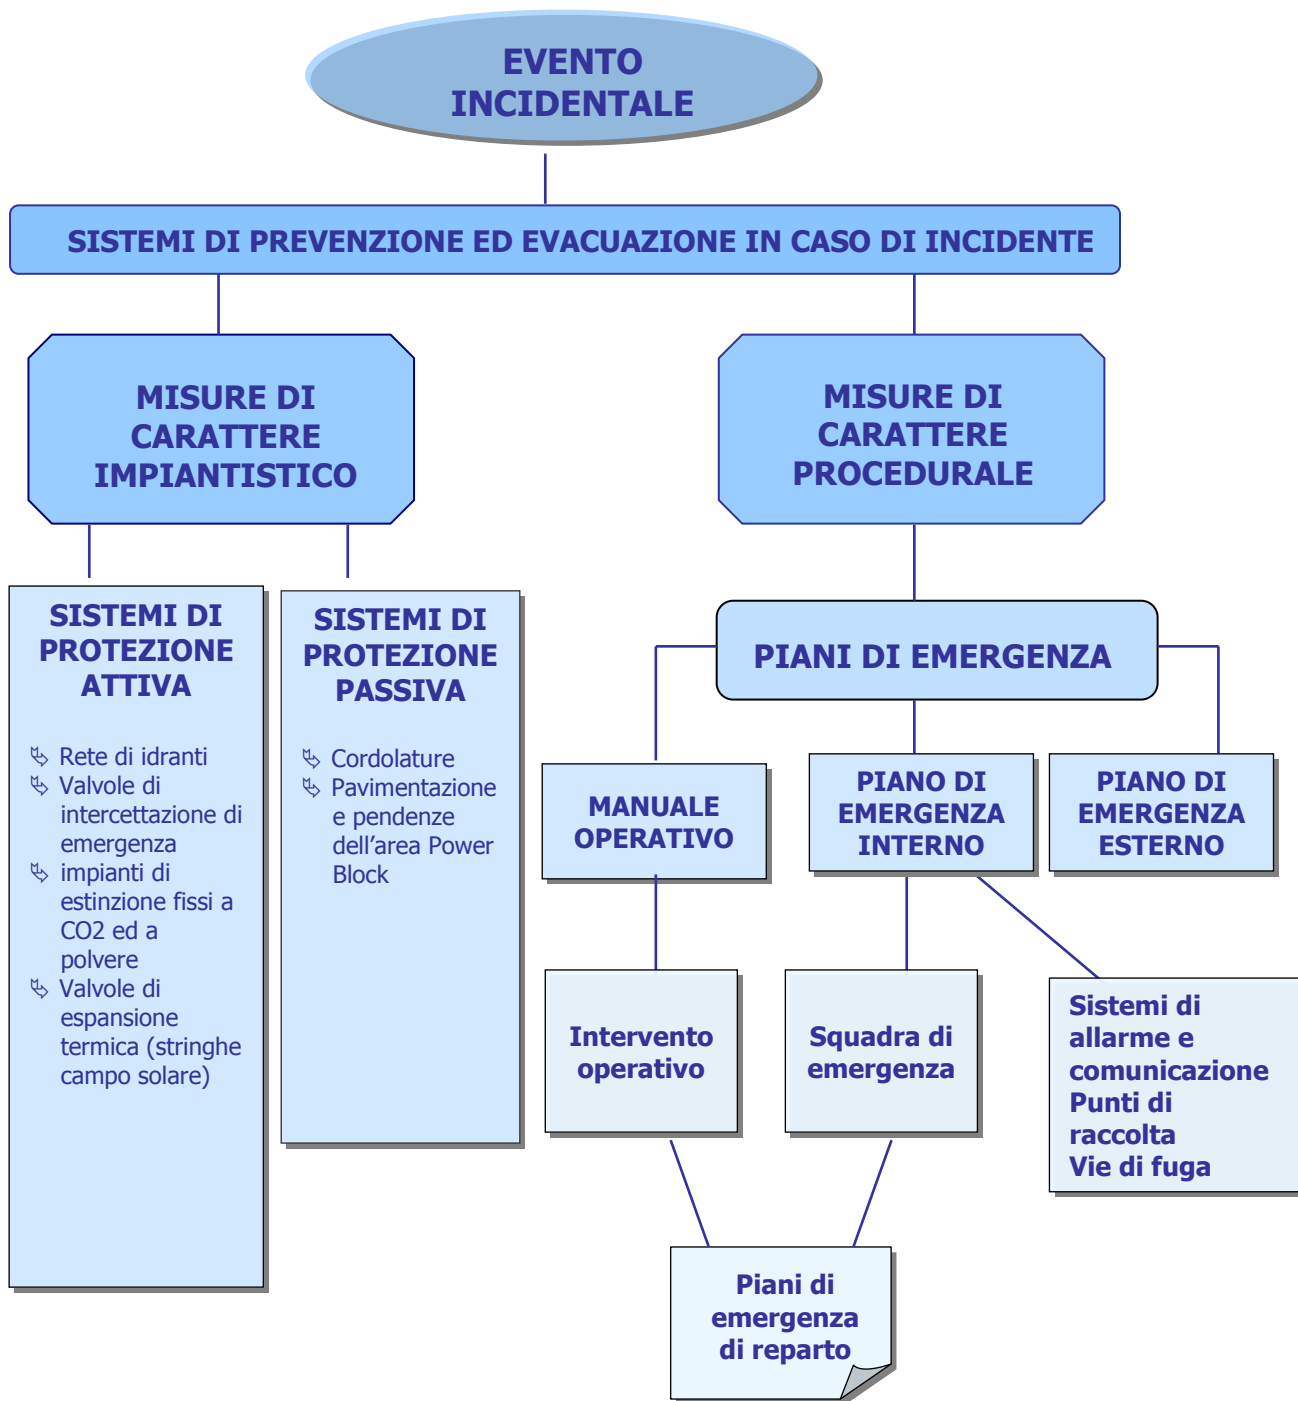 EVENTO
INCIDENTALE
SISTEMI DI PREVENZIONE ED EVACUAZIONE IN CASO DI INCIDENTE
MISURE DI
CARATTERE
IMPIANTISTICO
MISURE DI
CARATTERE
PROCEDURALE
SISTEMI DI
PROTEZIONE
ATTIVA
Rete di idranti
Valvole di
intercettazione di
emergenza
impianti di
estinzione fissi a
CO2 ed a
polvere
Valvole di
espansione
termica (stringhe
campo solare)
SISTEMI DI
PROTEZIONE
PASSIVA
Cordolature
Pavimentazione
e pendenze
dell’area Power
Block
PIANI DI EMERGENZA
MANUALE
OPERATIVO
PIANO DI
EMERGENZA
INTERNO
PIANO DI
EMERGENZA
ESTERNO
Intervento
operativo
Squadra di
emergenza
Sistemi di
allarme e
comunicazione
Punti di
raccolta
Vie di fuga
Piani di
emergenza
di reparto